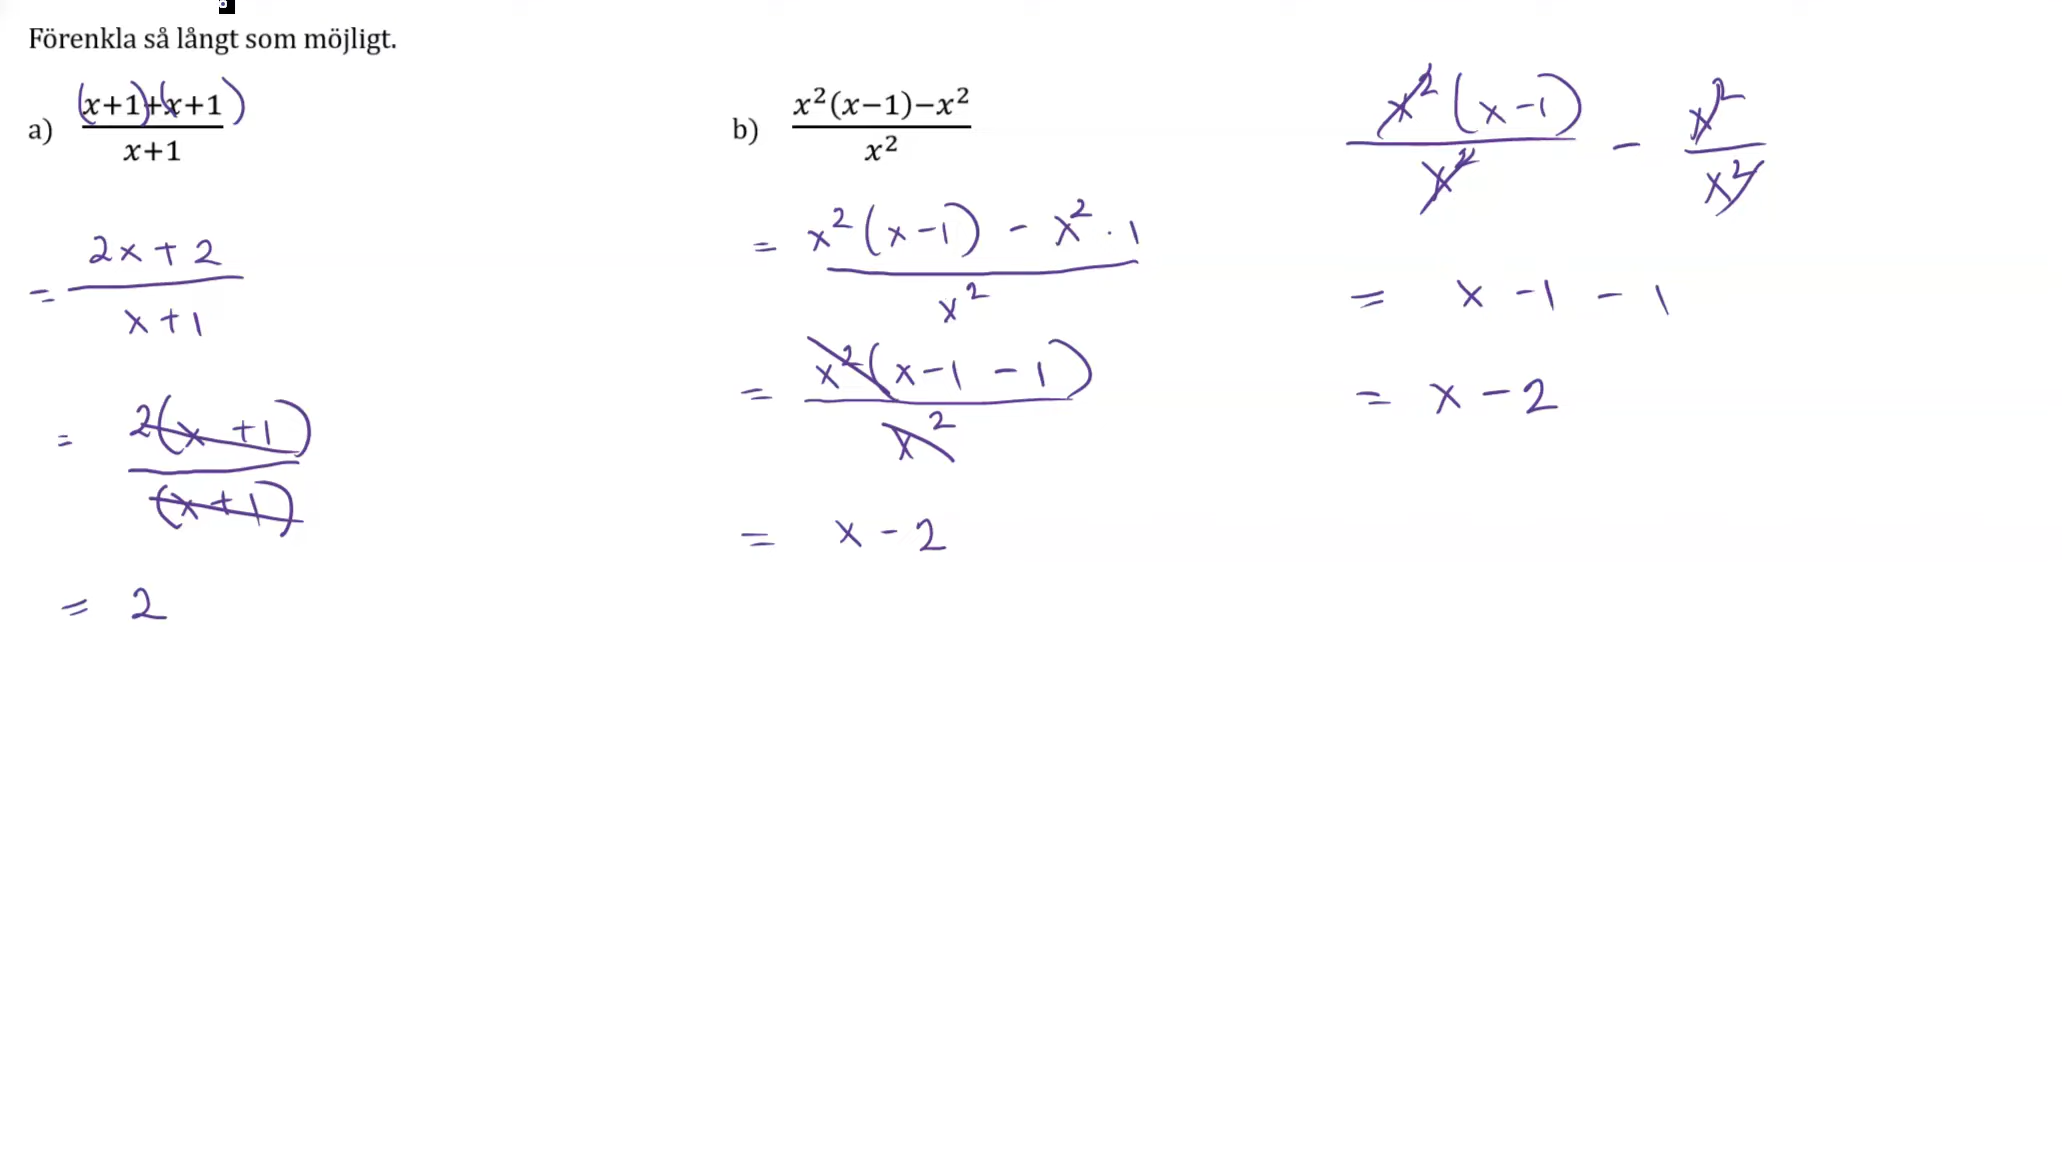 Förenkla så långt som möjligt.
a) ((x+1)+(x+1))/(x+1)
= (2x + 2)/(x + 1)
= 2(x + 1)/(x + 1)
= 2
b) (x²(x−1)−x²)/x²
= (x²(x − 1) − x² · 1)/x²
= x²(x − 1 − 1)/x²
= x − 2
x²(x − 1)/x² − x²/x²
= x − 1 − 1
= x − 2